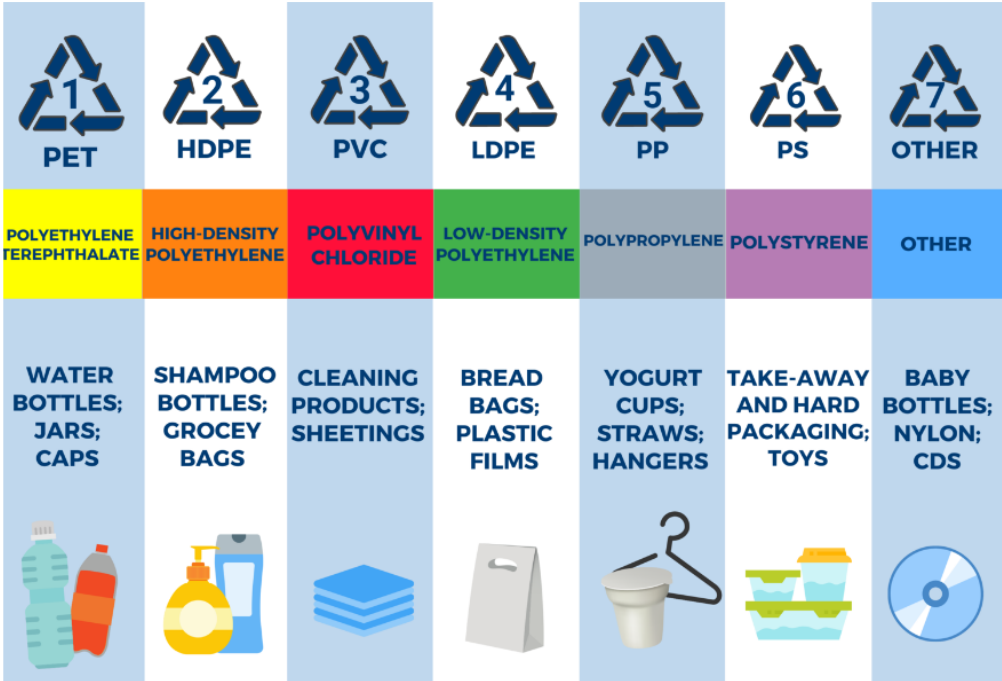 1
PET
POLYETHYLENE
TEREPHTHALATE
WATER
BOTTLES;
JARS;
CAPS
2
HDPE
HIGH-DENSITY
POLYETHYLENE
SHAMPOO
BOTTLES;
GROCEY
BAGS
3
PVC
POLYVINYL
CHLORIDE
CLEANING
PRODUCTS;
SHEETINGS
4
LDPE
LOW-DENSITY
POLYETHYLENE
BREAD
BAGS;
PLASTIC
FILMS
5
PP
POLYPROPYLENE
YOGURT
CUPS;
STRAWS;
HANGERS
6
PS
POLYSTYRENE
TAKE-AWAY
AND HARD
PACKAGING;
TOYS
7
OTHER
OTHER
BABY
BOTTLES;
NYLON;
CDS